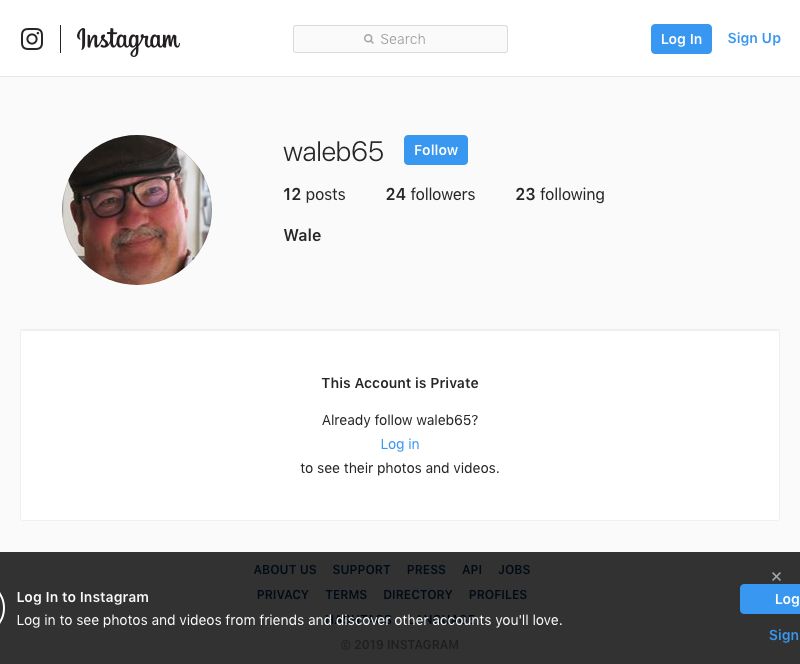 Instagram
Search
Log In
Sign Up
waleb65
Follow
12 posts
24 followers
23 following
Wale
This Account is Private
Already follow waleb65?
Log in
to see their photos and videos.
ABOUT US
SUPPORT
PRESS
API
JOBS
PRIVACY
TERMS
DIRECTORY
PROFILES
Log In to Instagram
Log in to see photos and videos from friends and discover other accounts you'll love.
© 2019 INSTAGRAM
Log
Sign